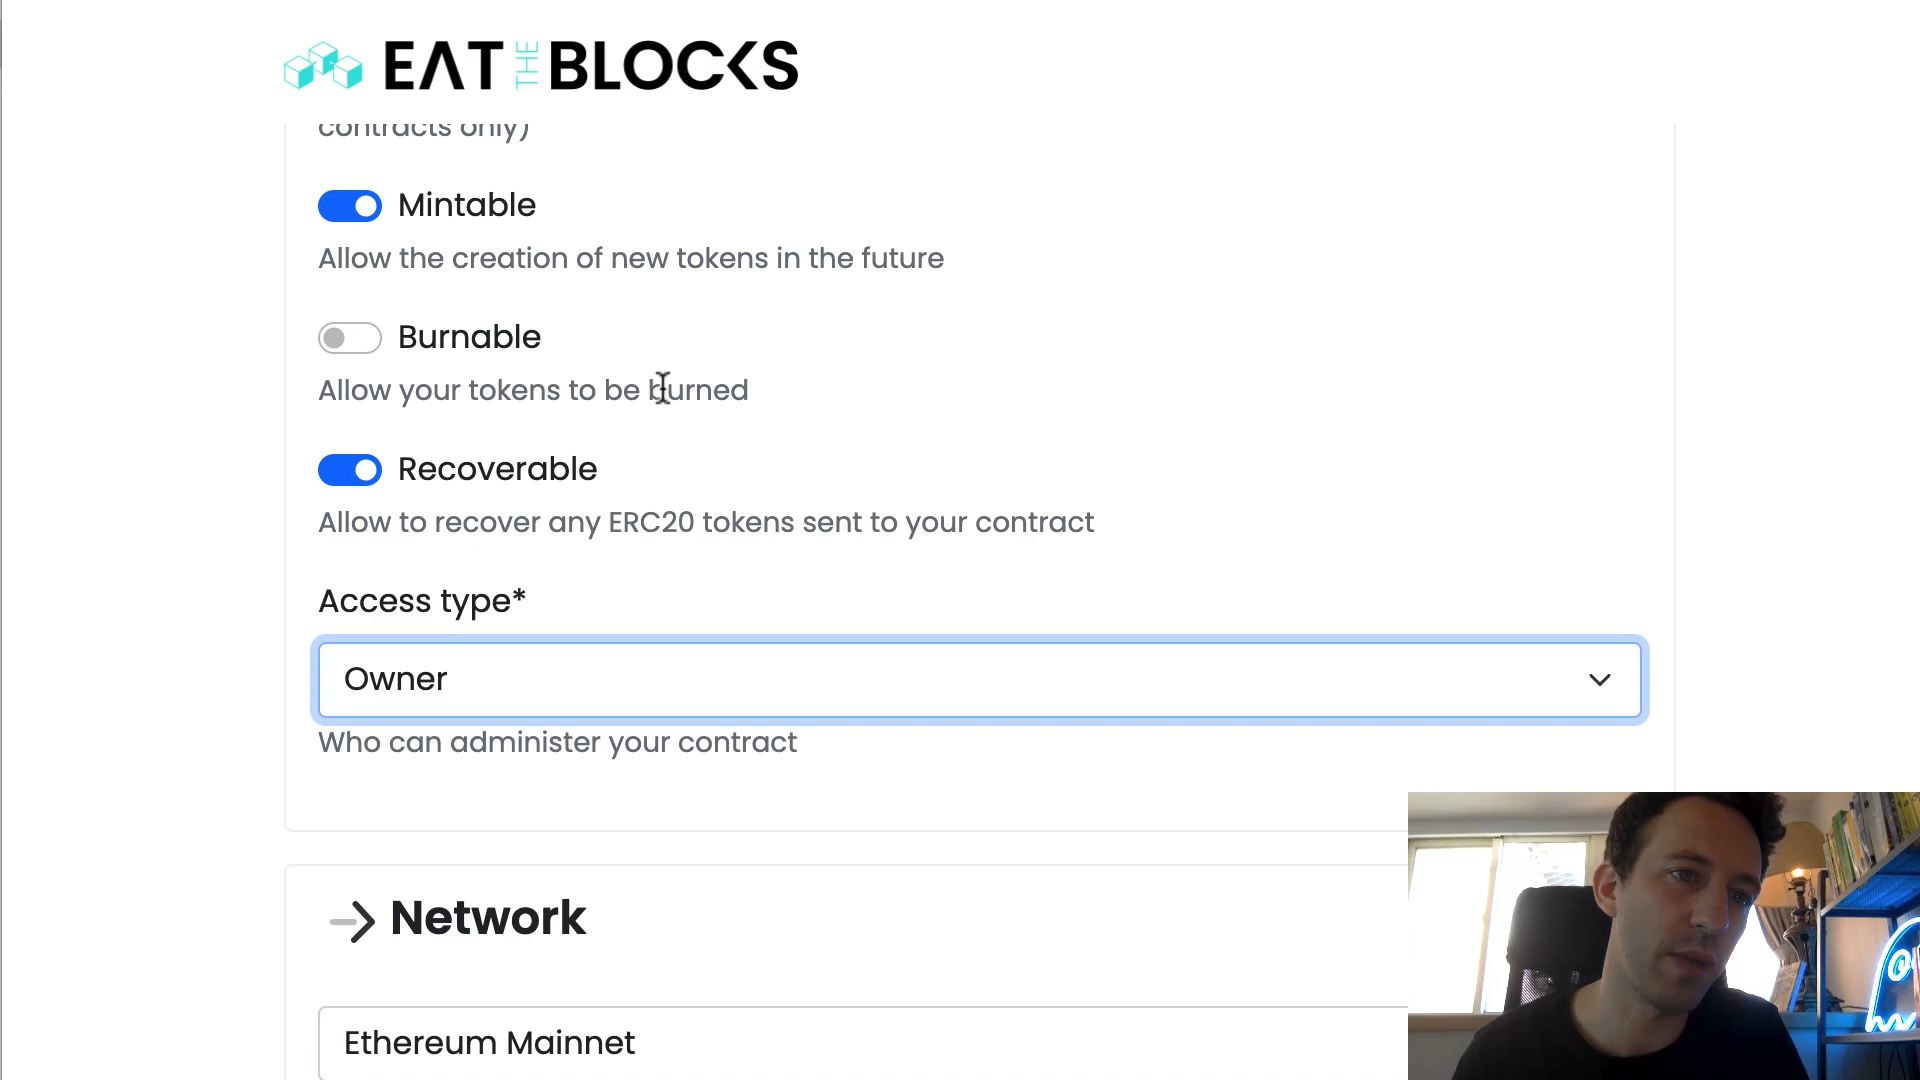 EAT THE BLOCKS
contracts only)
Mintable
Allow the creation of new tokens in the future
Burnable
Allow your tokens to be burned
Recoverable
Allow to recover any ERC20 tokens sent to your contract
Access type*
Owner
Who can administer your contract
Network
Ethereum Mainnet